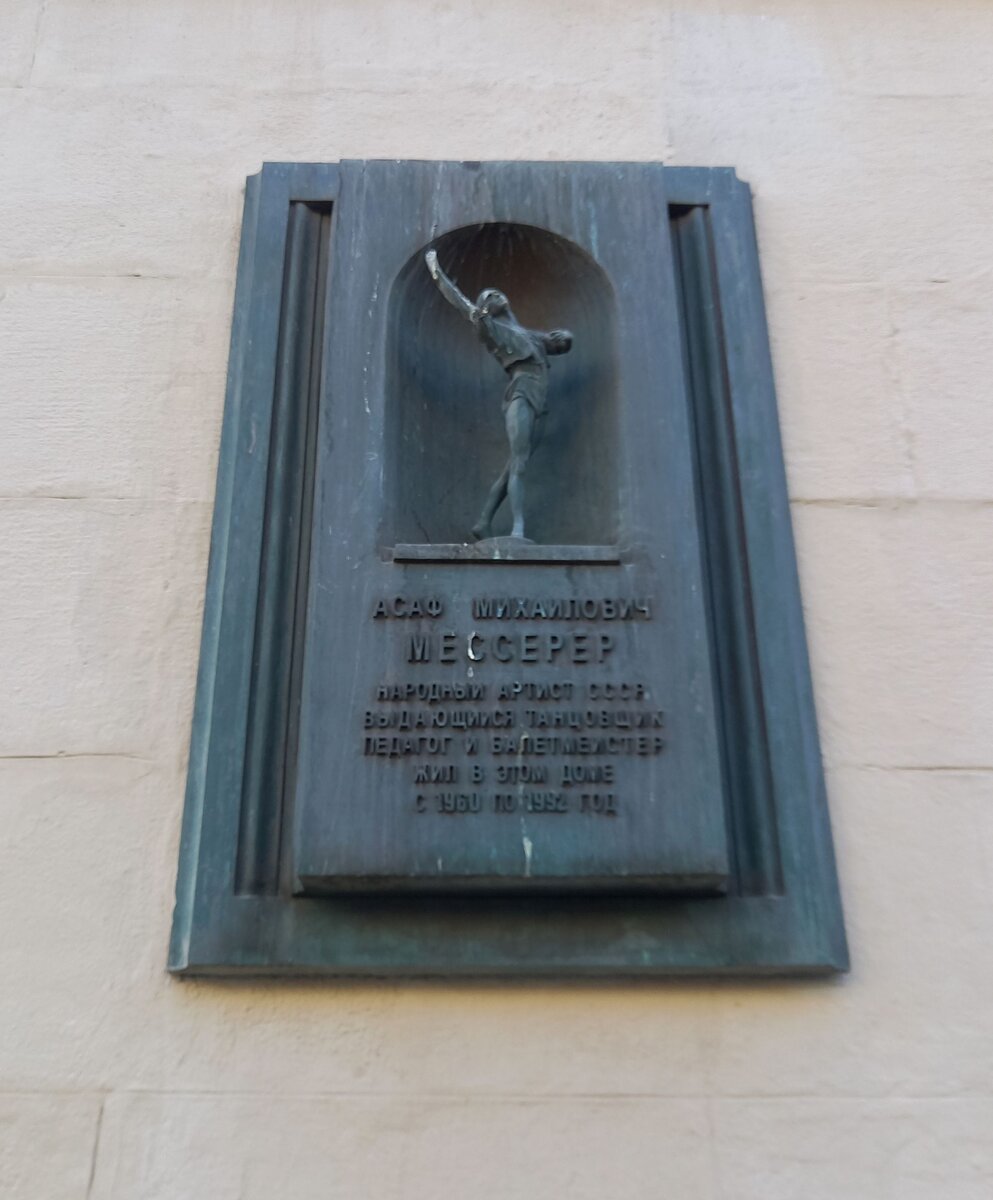 АСАФ МИХАЙЛОВИЧ
МЕССЕРЕР
НАРОДНЫЙ АРТИСТ СССР
ВЫДАЮЩИЙСЯ ТАНЦОВЩИК
ПЕДАГОГ И БАЛЕТМЕЙСТЕР
ЖИЛ В ЭТОМ ДОМЕ
С 1960 ПО 1992 ГОД